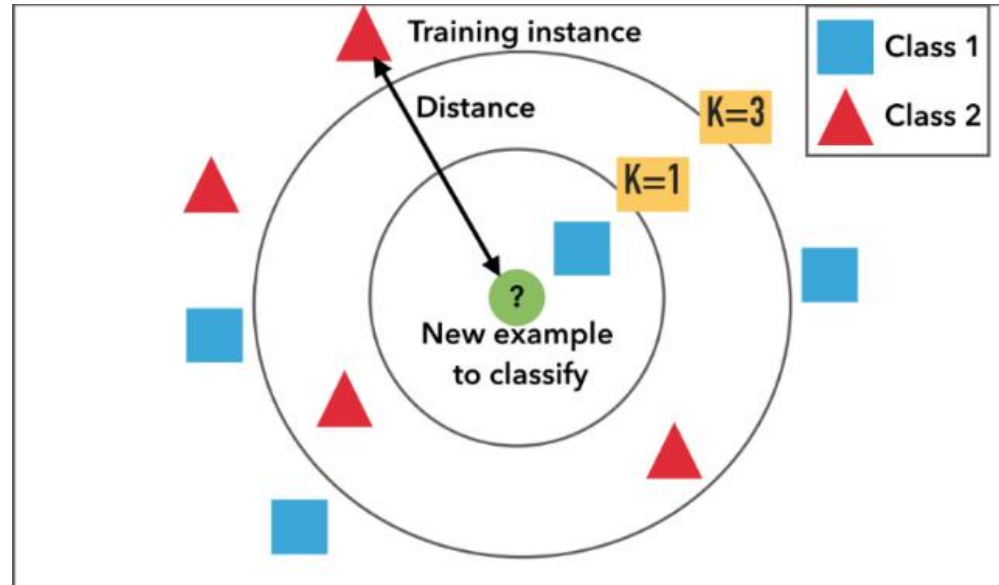 Training instance
Distance
K=3
K=1
Class 1
Class 2
?
New example
to classify